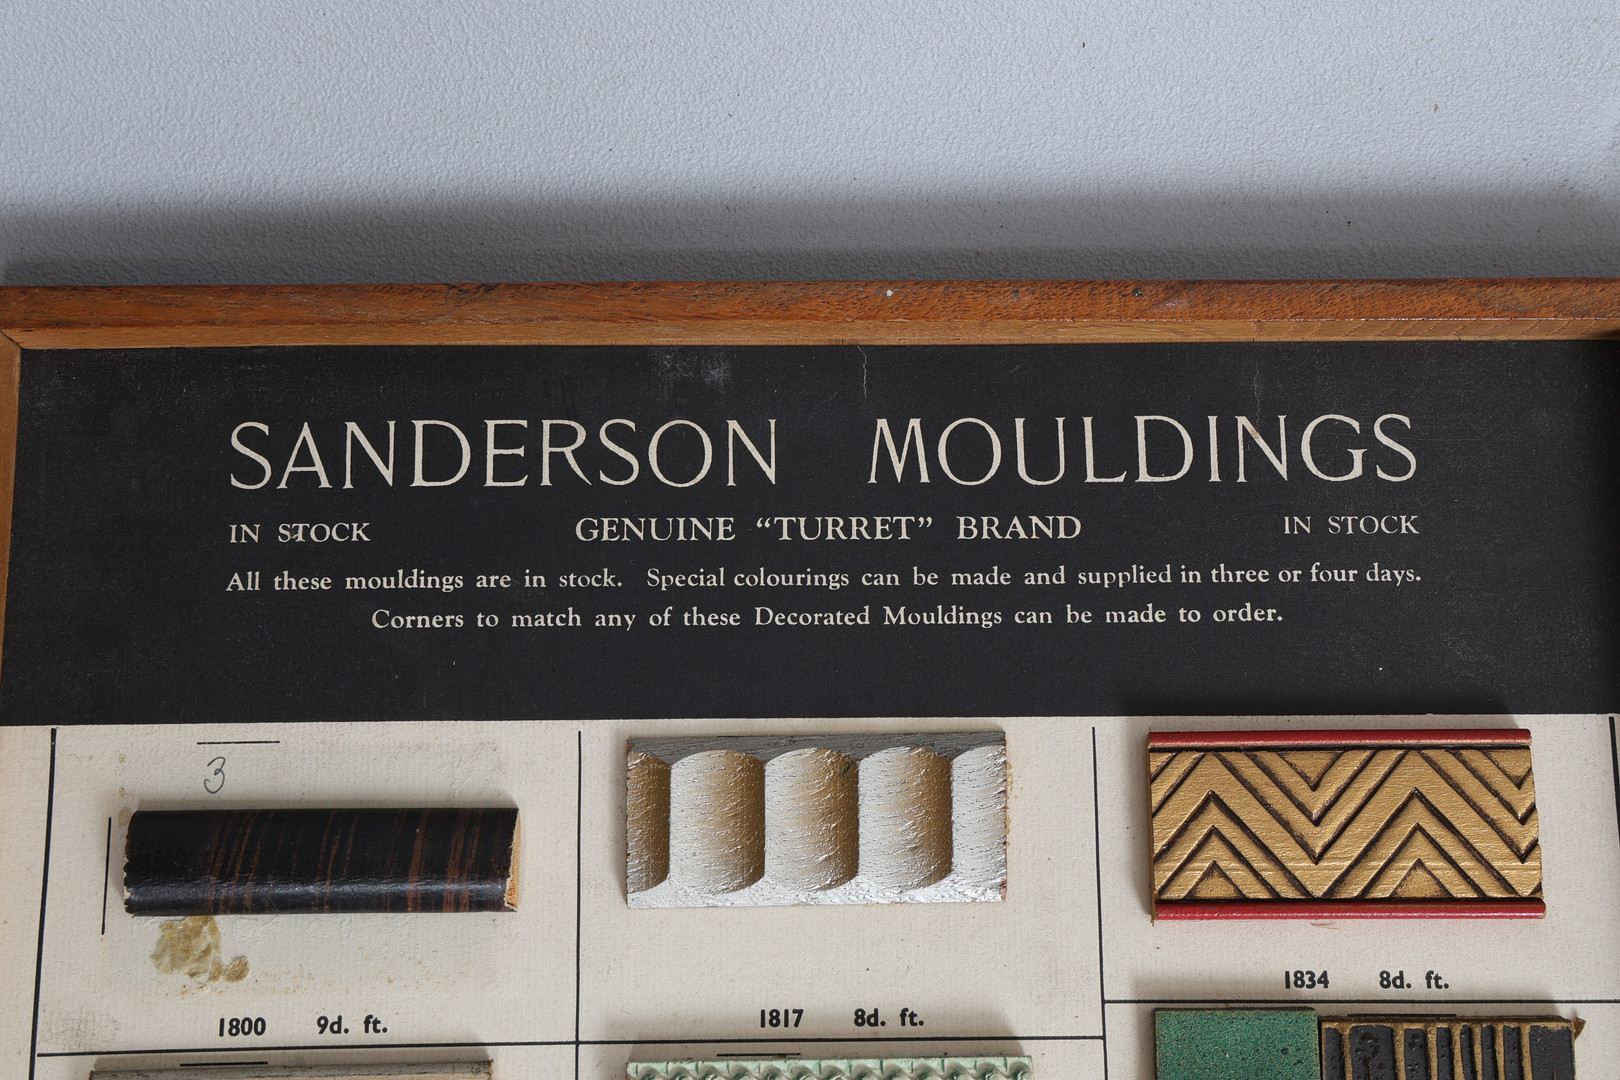 SANDERSON MOULDINGS
IN STOCK GENUINE “TURRET” BRAND IN STOCK
All these mouldings are in stock. Special colourings can be made and supplied in three or four days.
Corners to match any of these Decorated Mouldings can be made to order.
3
1834 8d. ft.
1800 9d. ft.
1817 8d. ft.